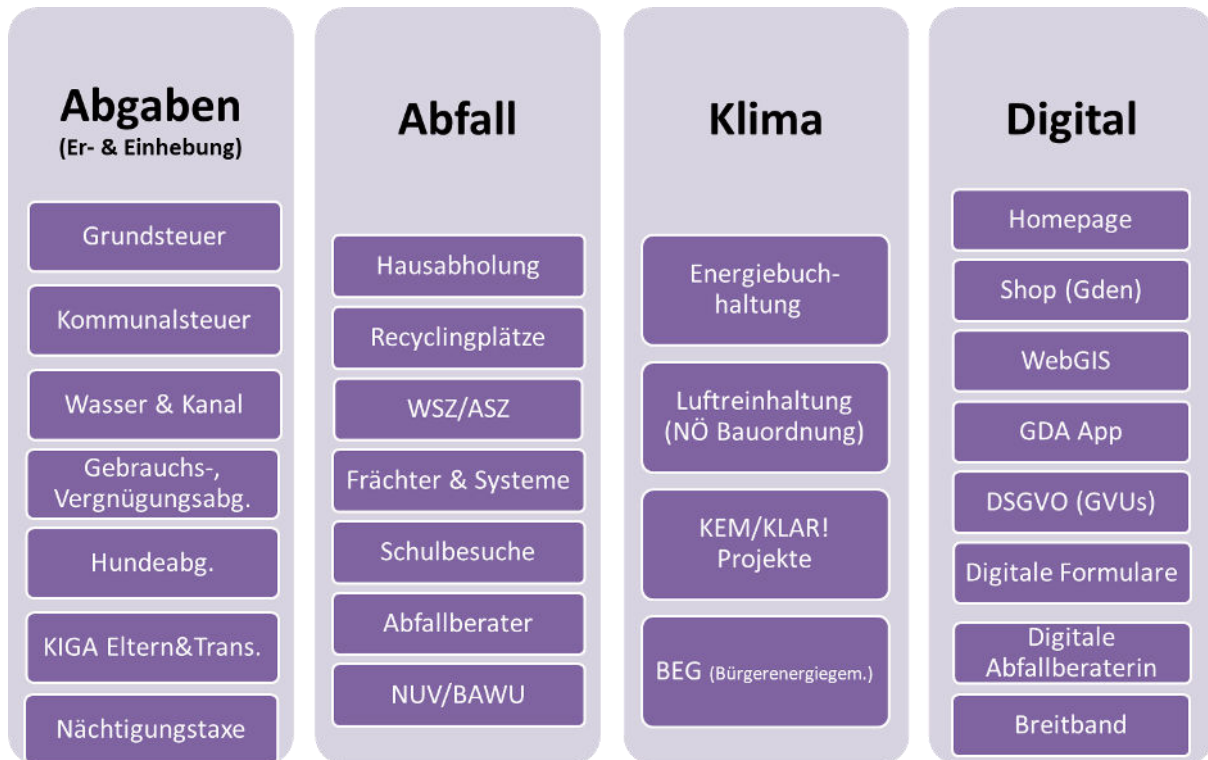 Abgaben
(Er- & Einhebung)
Grundsteuer
Kommunalsteuer
Wasser & Kanal
Gebrauchs-,
Vergnügungsabg.
Hundeabg.
KIGA Eltern&Trans.
Nächtigungstaxe
Abfall
Hausabholung
Recyclingplätze
WSZ/ASZ
Frächter & Systeme
Schulbesuche
Abfallberater
NUV/BAWU
Klima
Energiebuch-
haltung
Luftreinhaltung
(NÖ Bauordnung)
KEM/KLAR!
Projekte
BEG (Bürgerenergiegem.)
Digital
Homepage
Shop (Gden)
WebGIS
GDA App
DSGVO (GVUs)
Digitale Formulare
Digitale
Abfallberaterin
Breitband